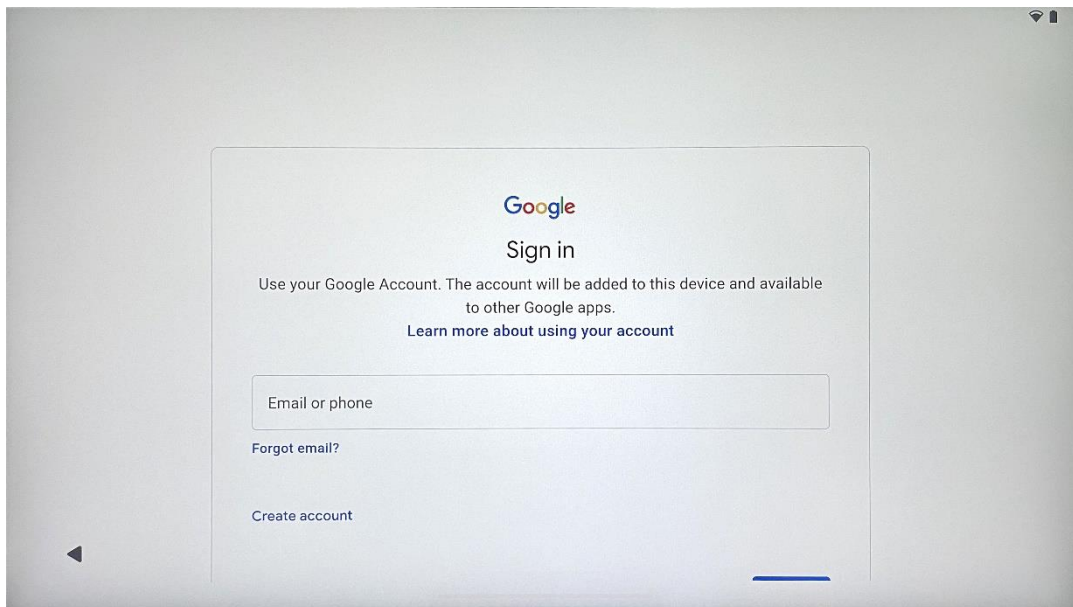 Google
Sign in
Use your Google Account. The account will be added to this device and available
to other Google apps.
Learn more about using your account
Email or phone
Forgot email?
Create account